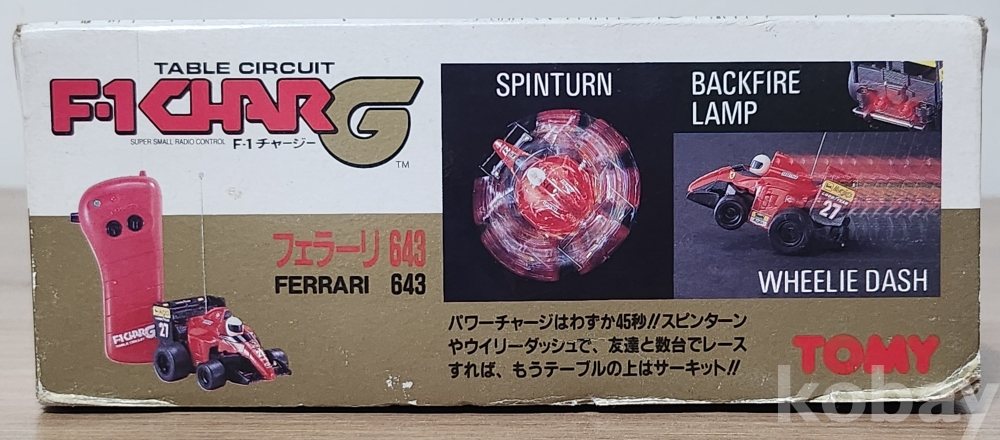 TABLE CIRCUIT
F-1 CHAR G
SUPER SMALL RADIO CONTROL F-1 チャージー
TM
フェラーリ 643
FERRARI 643
27
F-1CHARG
TABLE CIRCUIT
SPINTURN
BACKFIRE
LAMP
27
WHEELIE DASH
パワーチャージはわずか45秒!!スピンターン
やウイリーダッシュで、友達と数台でレース
すれば、もうテーブルの上はサーキット!!
TOMY
kobay